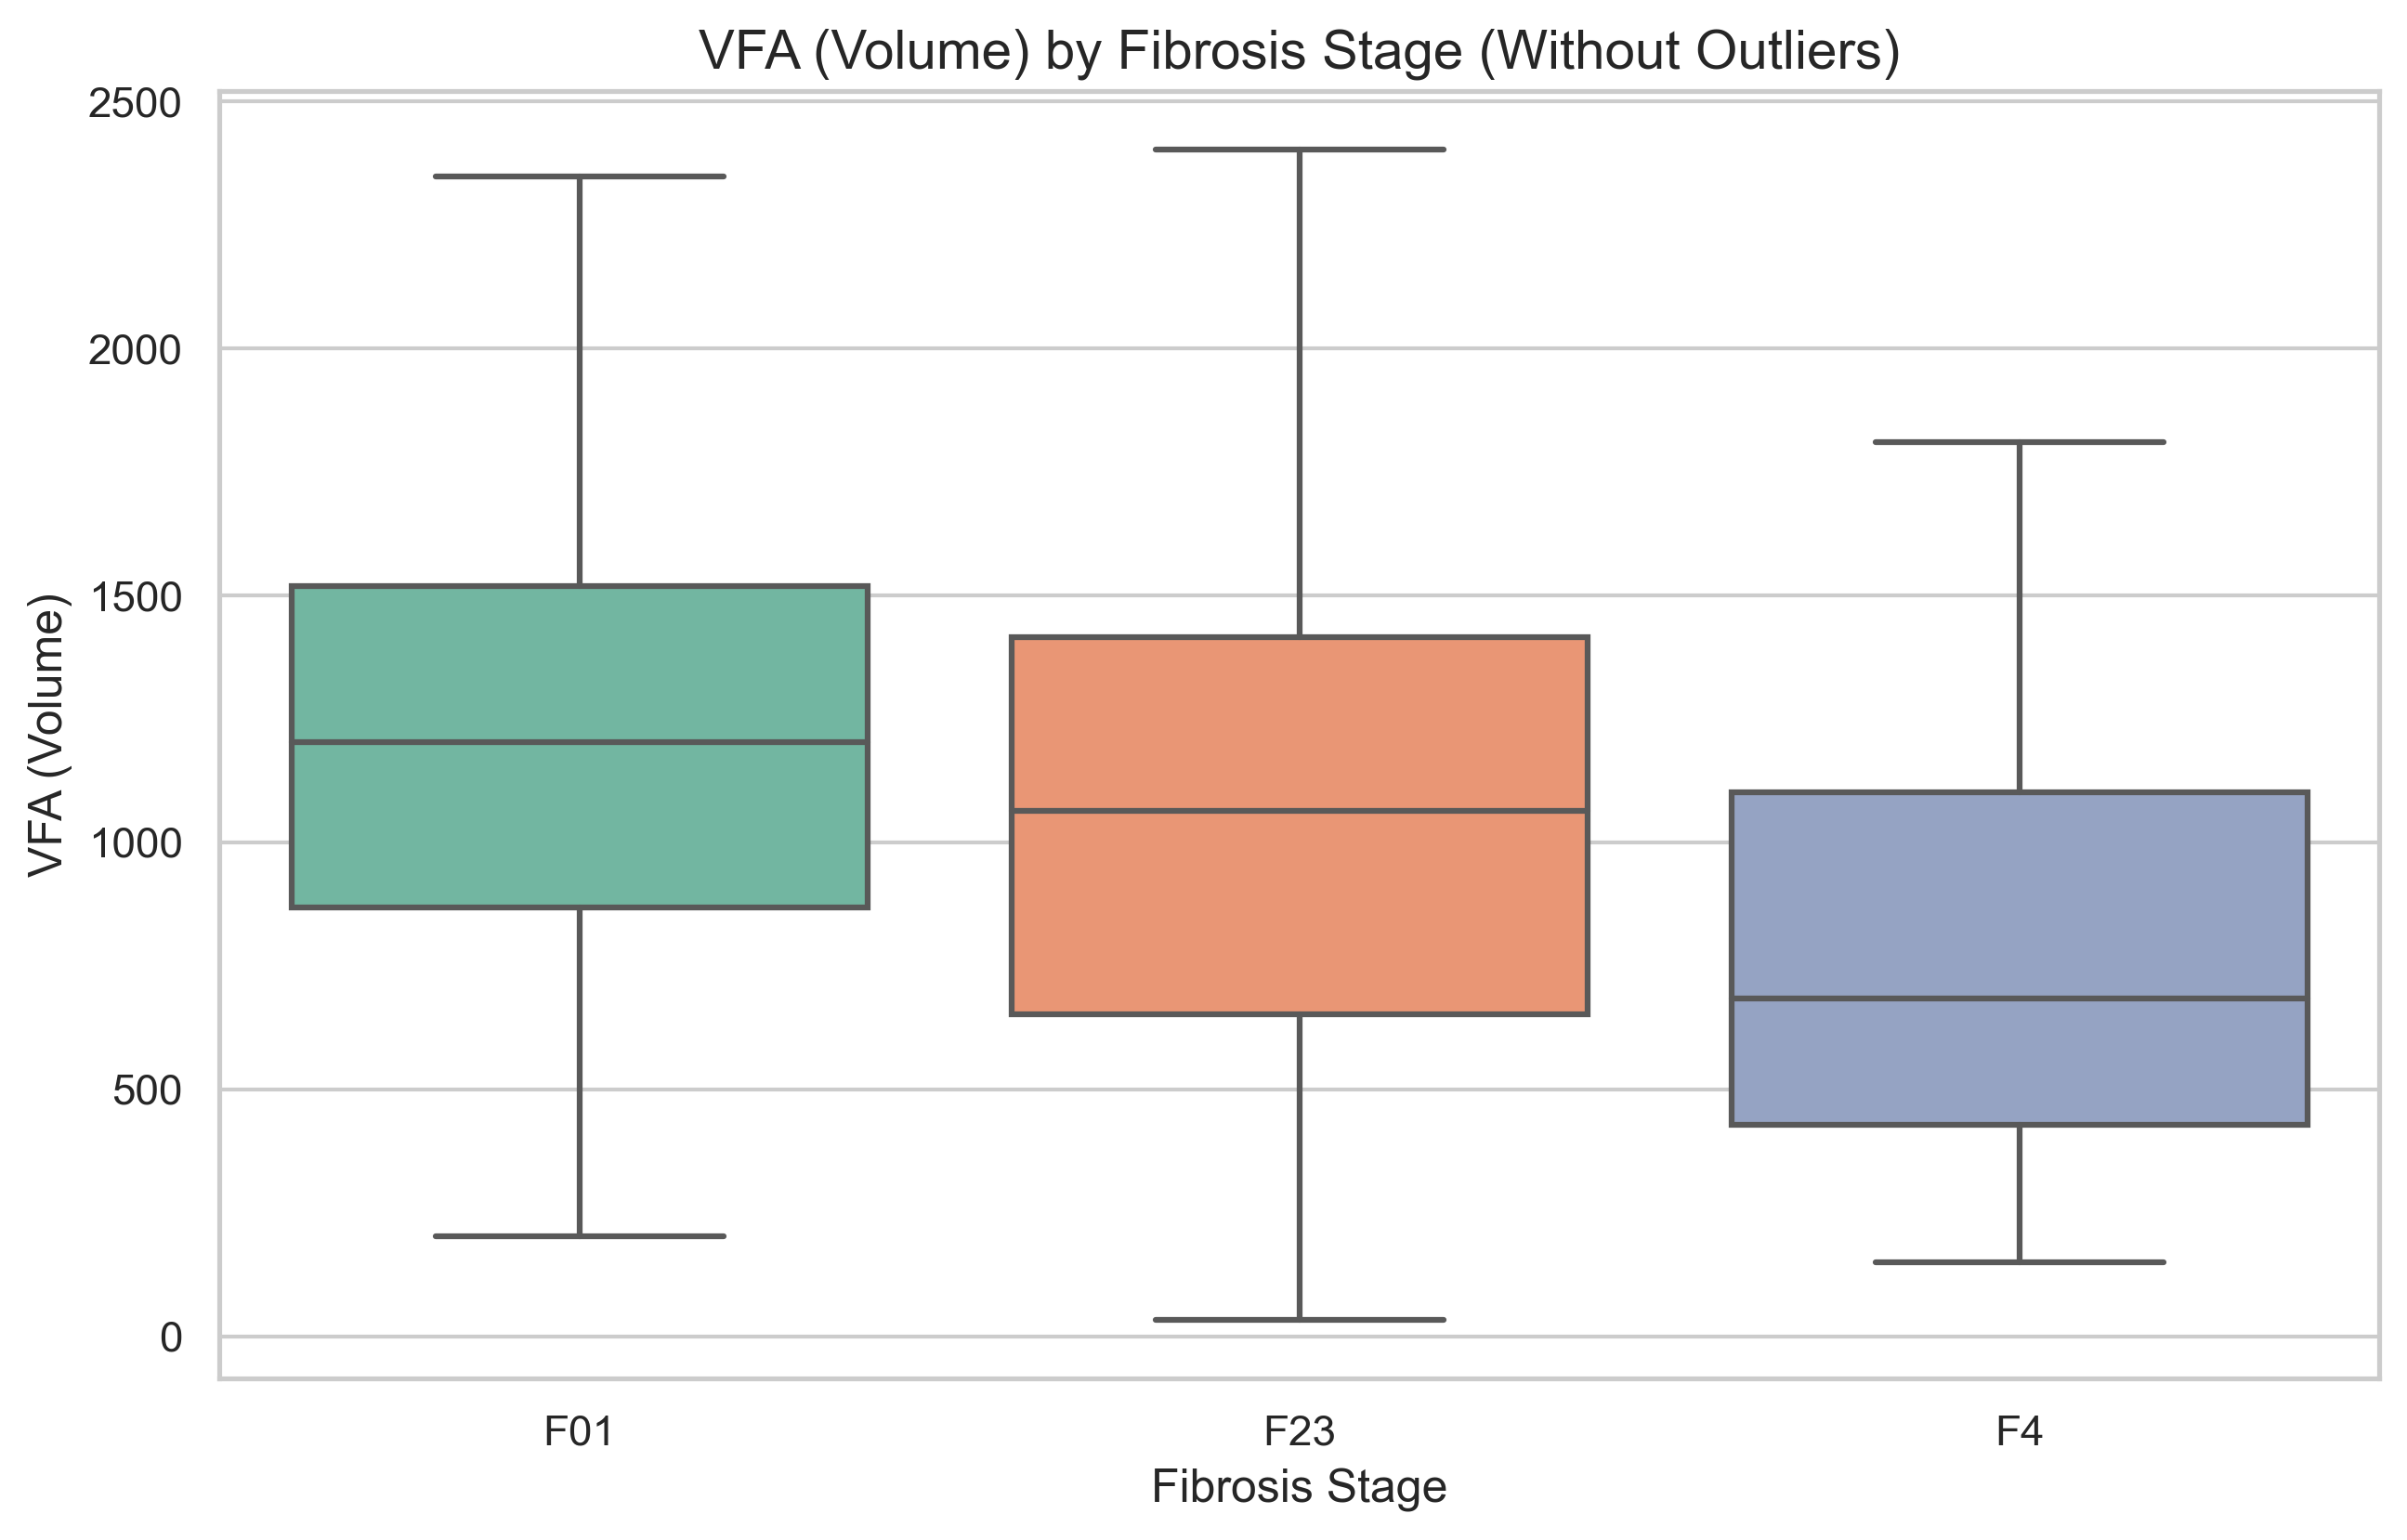 VFA (Volume) by Fibrosis Stage (Without Outliers)
2500
2000
1500
1000
500
0
VFA (Volume)
F01
F23
F4
Fibrosis Stage